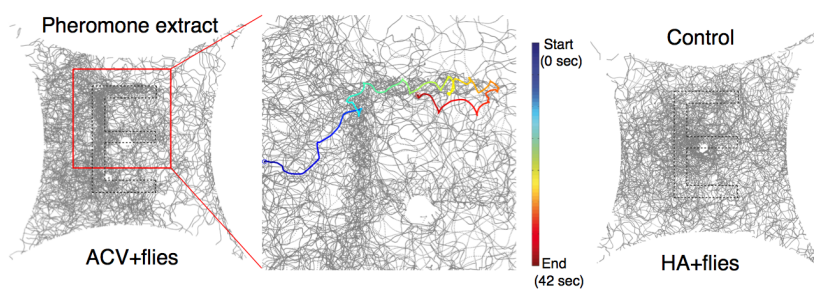 Pheromone extract
ACV+flies
Start
(0 sec)
End
(42 sec)
Control
HA+flies